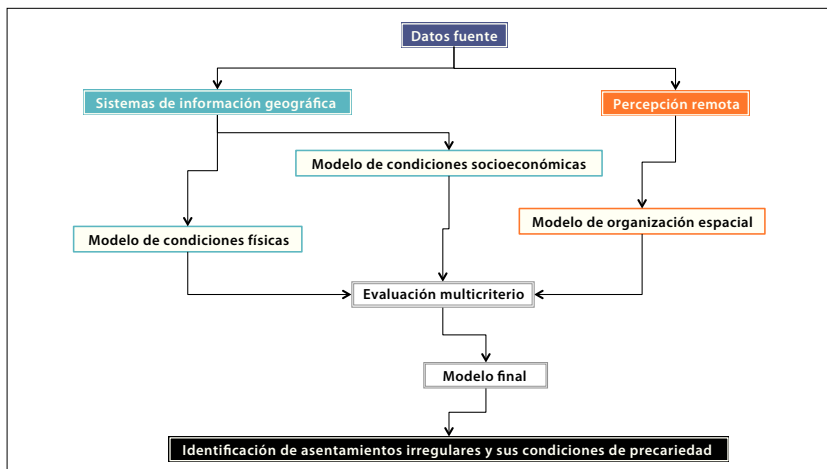 Datos fuente
Sistemas de información geográfica
Percepción remota
Modelo de condiciones socioeconómicas
Modelo de organización espacial
Modelo de condiciones físicas
Evaluación multicriterio
Modelo final
Identificación de asentamientos irregulares y sus condiciones de precariedad